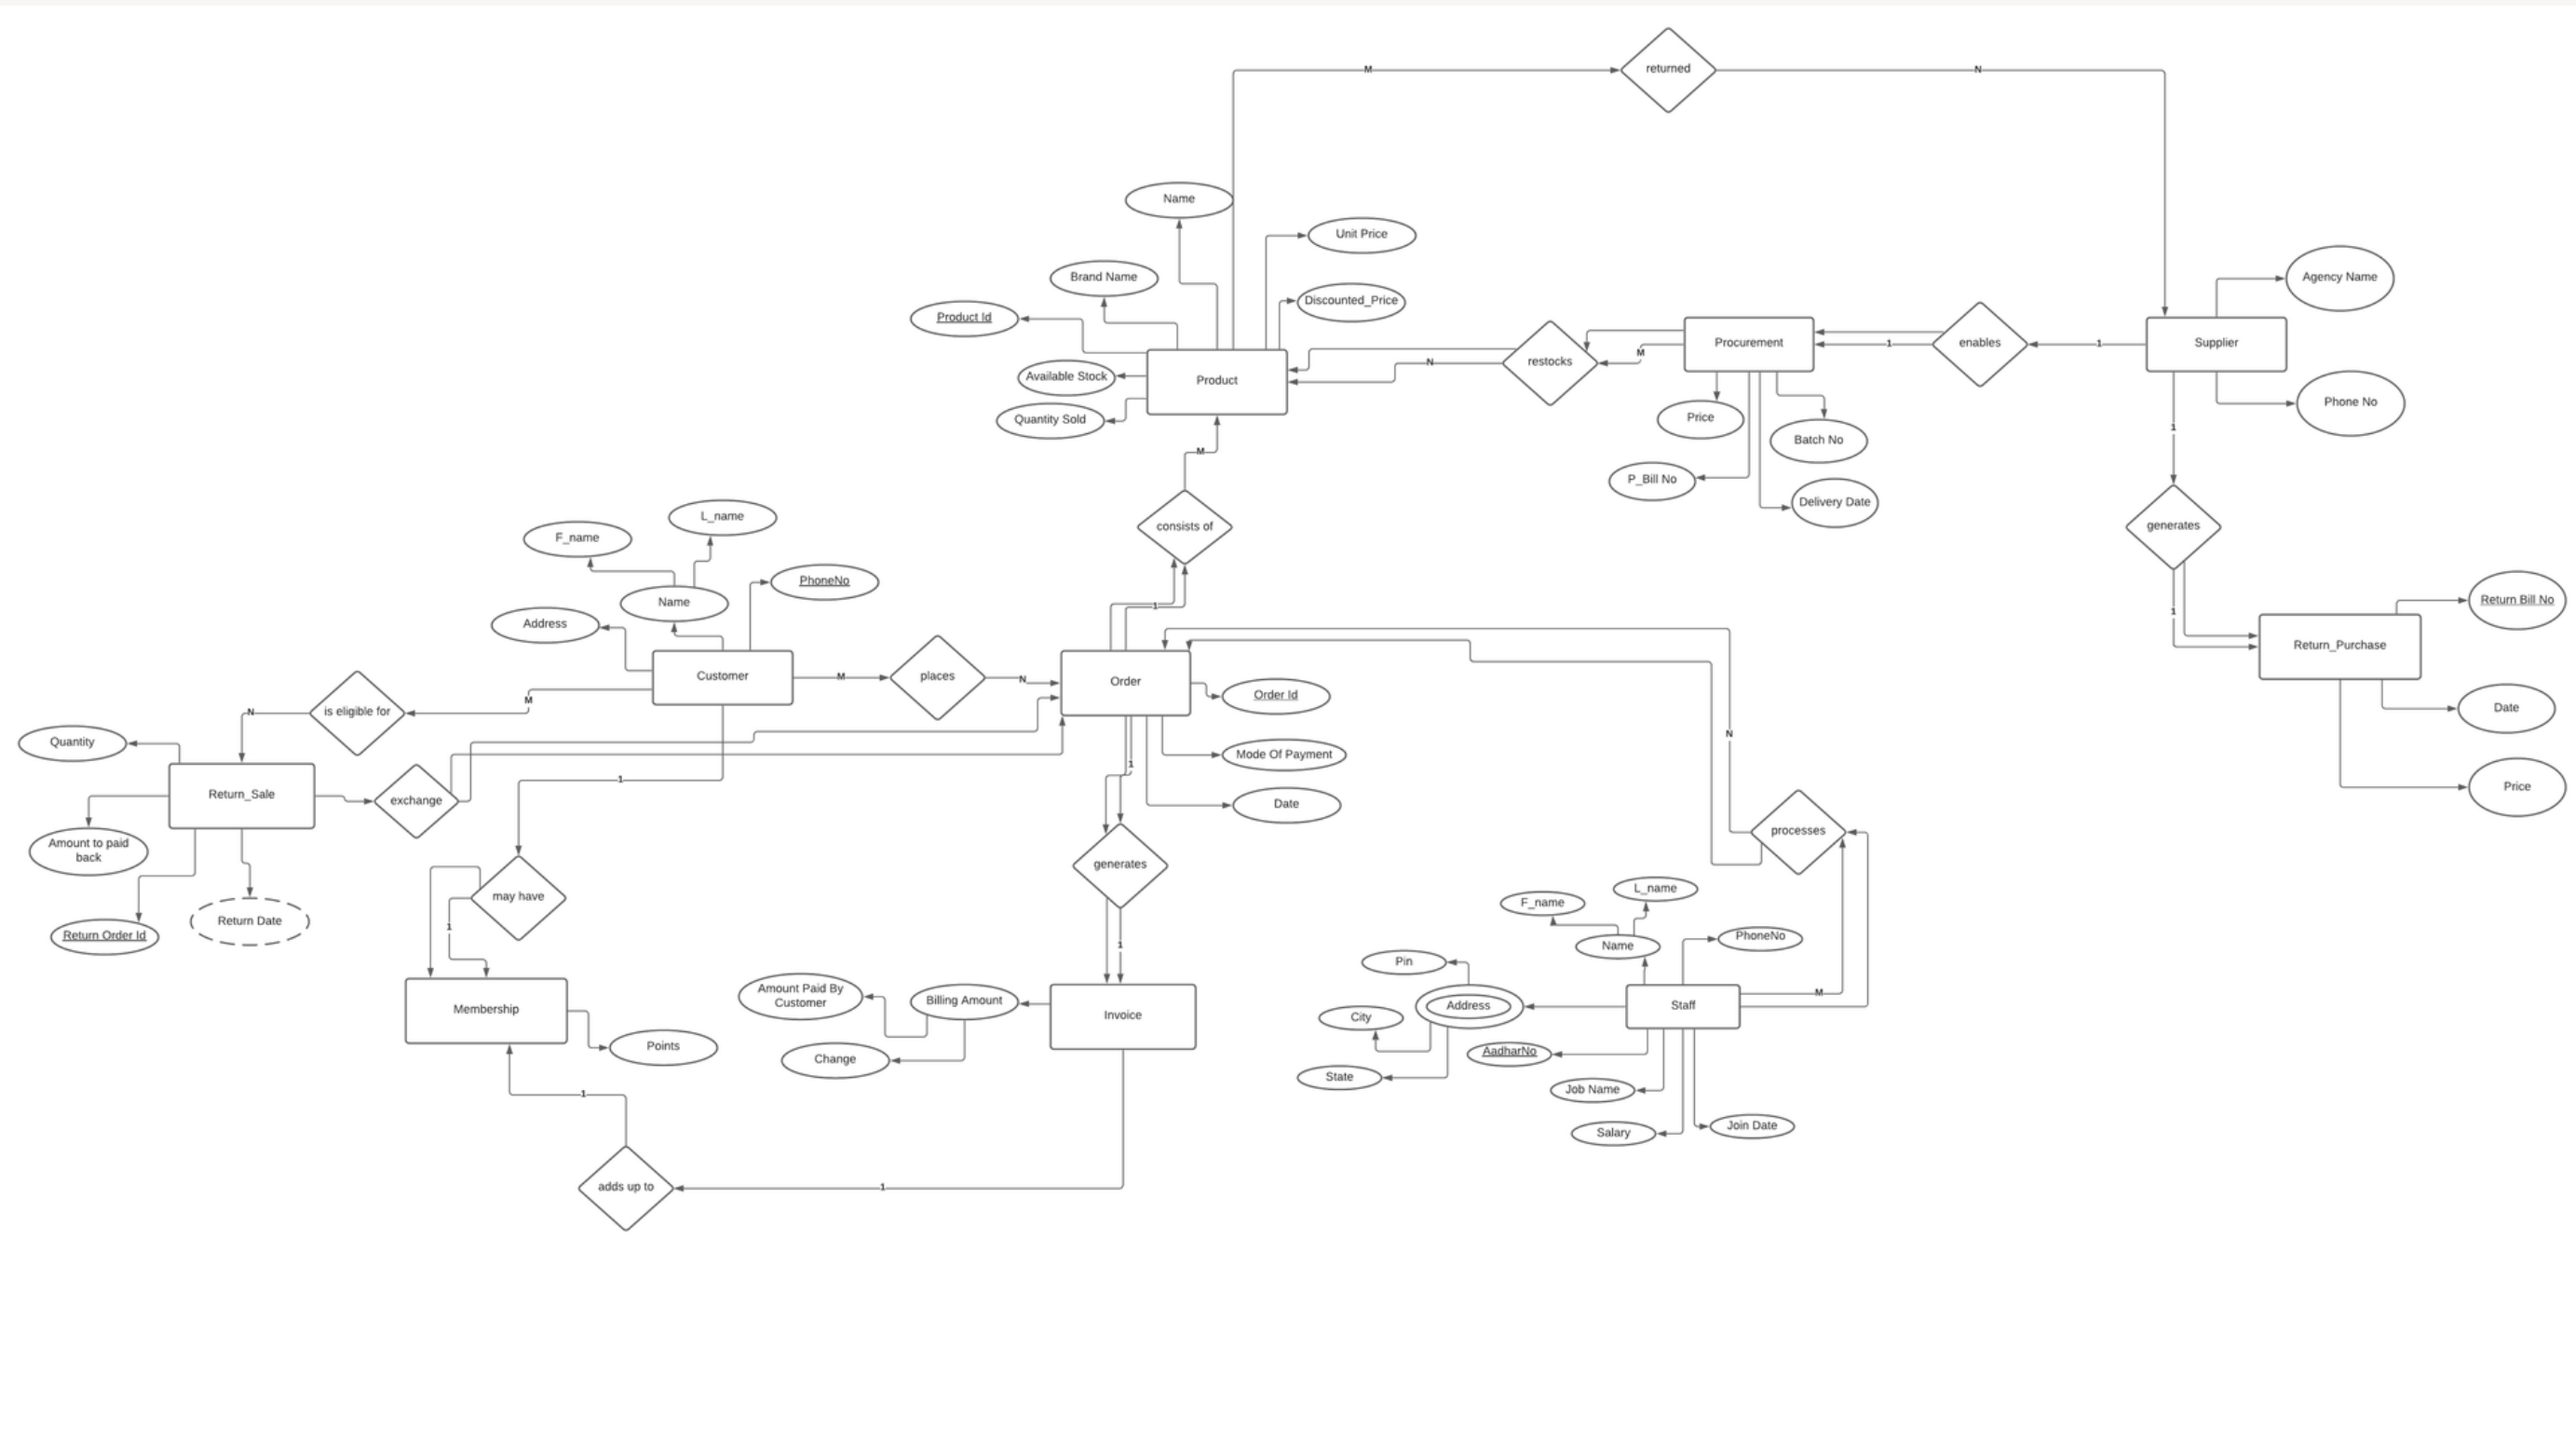 returned
M
N
Name
Unit Price
Brand Name
Discounted_Price
Product Id
Available Stock
Product
Quantity Sold
N
restocks
M
Procurement
1
enables
1
Supplier
Agency Name
Phone No
Price
Batch No
P_Bill No
Delivery Date
1
generates
1
Return Bill No
Return_Purchase
Date
Price
M
consists of
1
L_name
F_name
PhoneNo
Name
Address
Customer
M
places
N
Order
Order Id
Mode Of Payment
Date
1
M
is eligible for
N
Quantity
Return_Sale
exchange
Amount to paid
back
Return Order Id
Return Date
1
may have
1
Membership
Points
1
adds up to
1
generates
1
Invoice
Billing Amount
Amount Paid By
Customer
Change
N
processes
M
L_name
F_name
Name
PhoneNo
Pin
Address
Staff
City
State
AadharNo
Job Name
Salary
Join Date